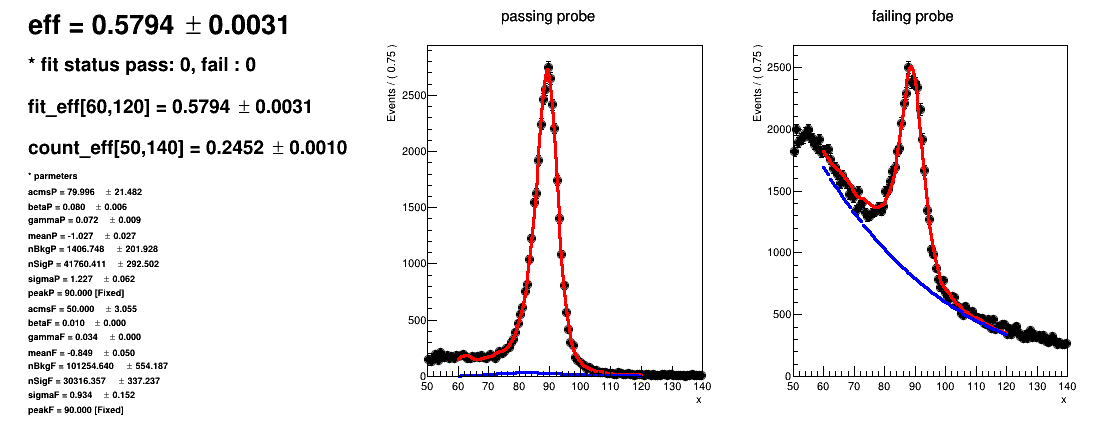 eff = 0.5794 ± 0.0031
* fit status pass: 0, fail : 0
fit_eff[60,120] = 0.5794 ± 0.0031
count_eff[50,140] = 0.2452 ± 0.0010
* parmeters
acmsP = 79.996 ± 21.482
betaP = 0.080 ± 0.006
gammaP = 0.072 ± 0.009
meanP = -1.027 ± 0.027
nBkgP = 1406.748 ± 201.928
nSigP = 41760.411 ± 292.502
sigmaP = 1.227 ± 0.062
peakP = 90.000 [Fixed]
acmsF = 50.000 ± 3.055
betaF = 0.010 ± 0.000
gammaF = 0.034 ± 0.000
meanF = -0.849 ± 0.050
nBkgF = 101254.640 ± 554.187
nSigF = 30316.357 ± 337.237
sigmaF = 0.934 ± 0.152
peakF = 90.000 [Fixed]
passing probe
Events / ( 0.75 )
2500
2000
1500
1000
500
0
50 60 70 80 90 100 110 120 130 140
x
failing probe
Events / ( 0.75 )
2500
2000
1500
1000
500
0
50 60 70 80 90 100 110 120 130 140
x